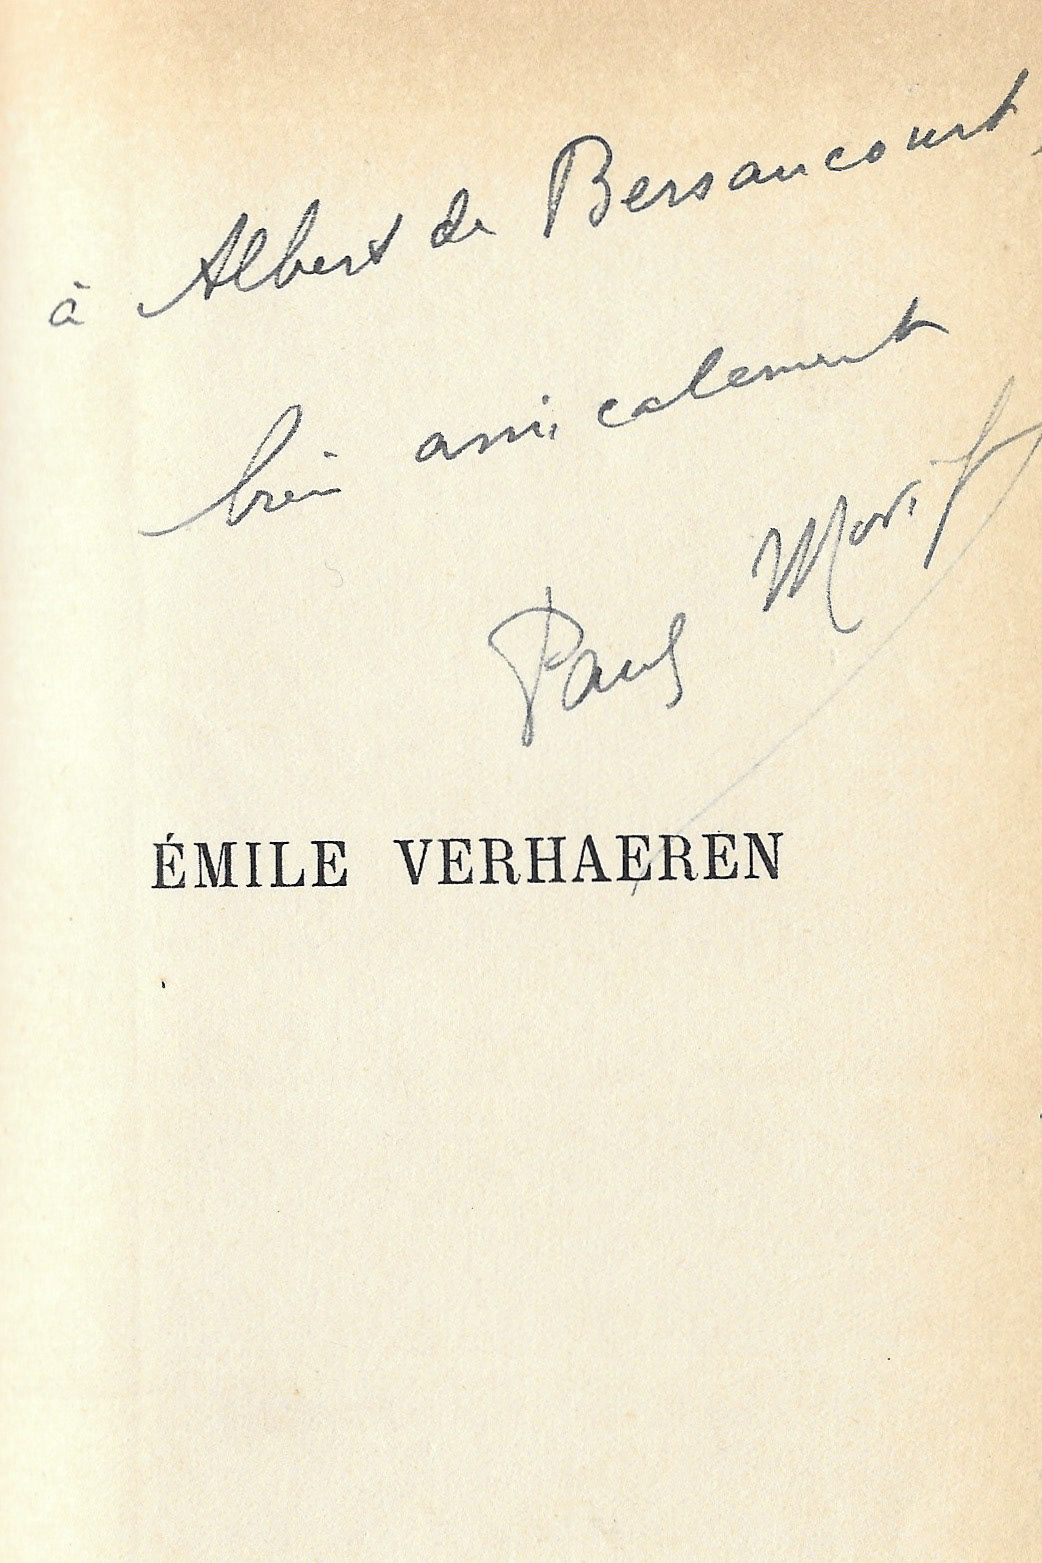 à Albert de Bersaucourt,
bien amicalement
Paul Morisse
ÉMILE VERHAEREN